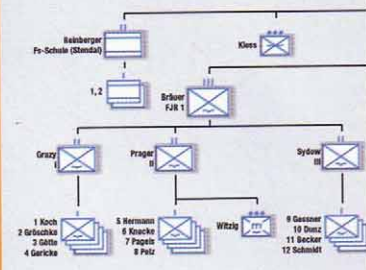 Reinberger
Fs-Schule (Stendal)
Kless
1, 2
Bräuer
FJR 1
Grazy
I
Prager
II
Sydow
III
1 Koch
2 Gröschke
3 Götte
4 Gericke
5 Hermann
6 Knacke
7 Pagels
8 Pelz
Witzig
9 Gessner
10 Dunz
11 Becker
12 Schmidt